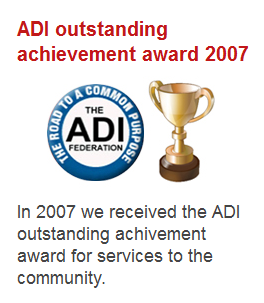 ADI outstanding
achievement award 2007
THE ROAD TO A COMMON PURPOSE
THE
ADI
FEDERATION
In 2007 we received the ADI
outstanding achivement
award for services to the
community.